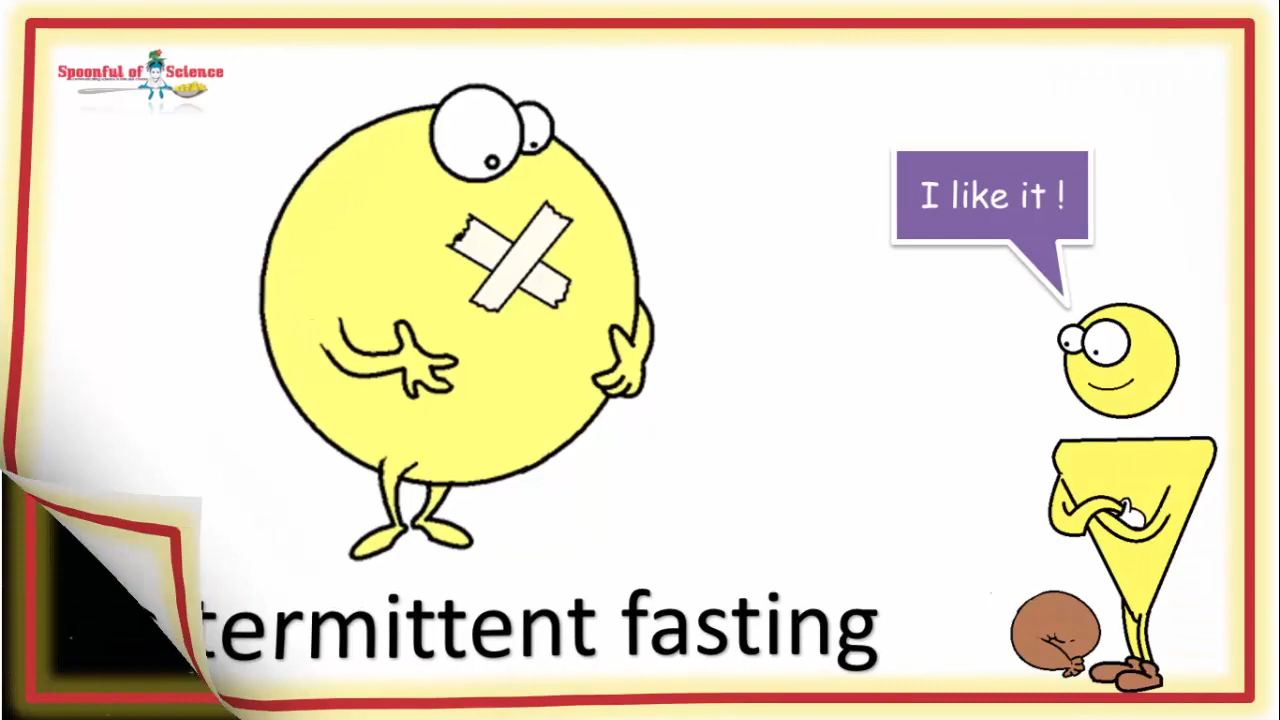 Spoonful of Science
I like it !
termittent fasting